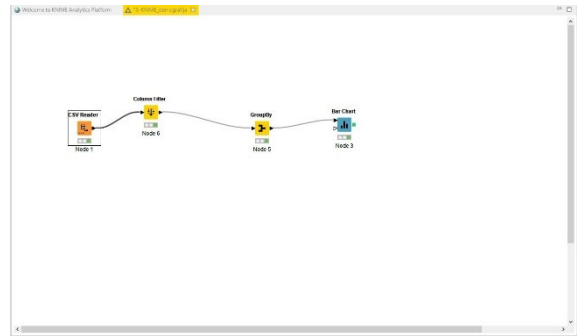 Welcome to KNIME Analytics Platform
Column Filter
CSV Reader
GroupBy
Bar Chart
Node 1
Node 6
Node 5
Node 3